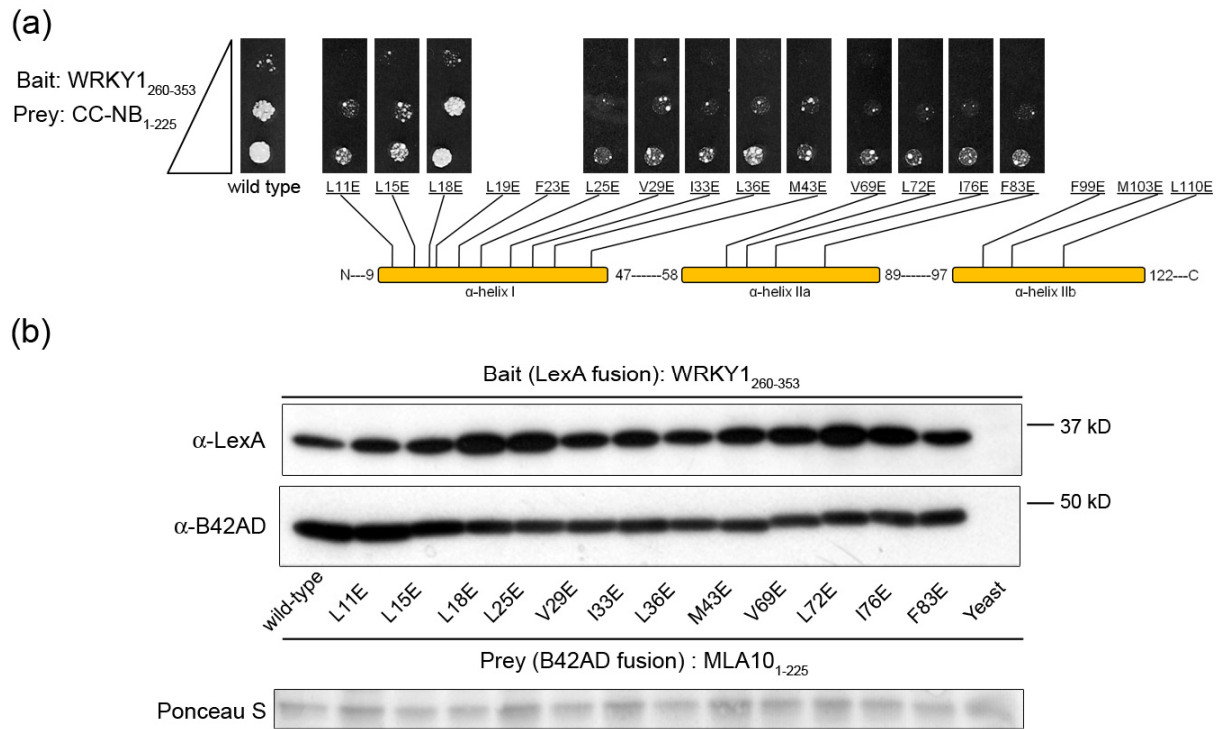 (a)
Bait: WRKY1260-353
Prey: CC-NB1-225
wild type
L11E L15E L18E L19E F23E L25E V29E I33E L36E M43E V69E L72E I76E F83E F99E M103E L110E
N---9 47------58 89------97 122---C
α-helix I α-helix IIa α-helix IIb
(b)
Bait (LexA fusion): WRKY1260-353
α-LexA
37 kD
α-B42AD
50 kD
wild-type L11E L15E L18E L25E V29E I33E L36E M43E V69E L72E I76E F83E Yeast
Prey (B42AD fusion) : MLA101-225
Ponceau S